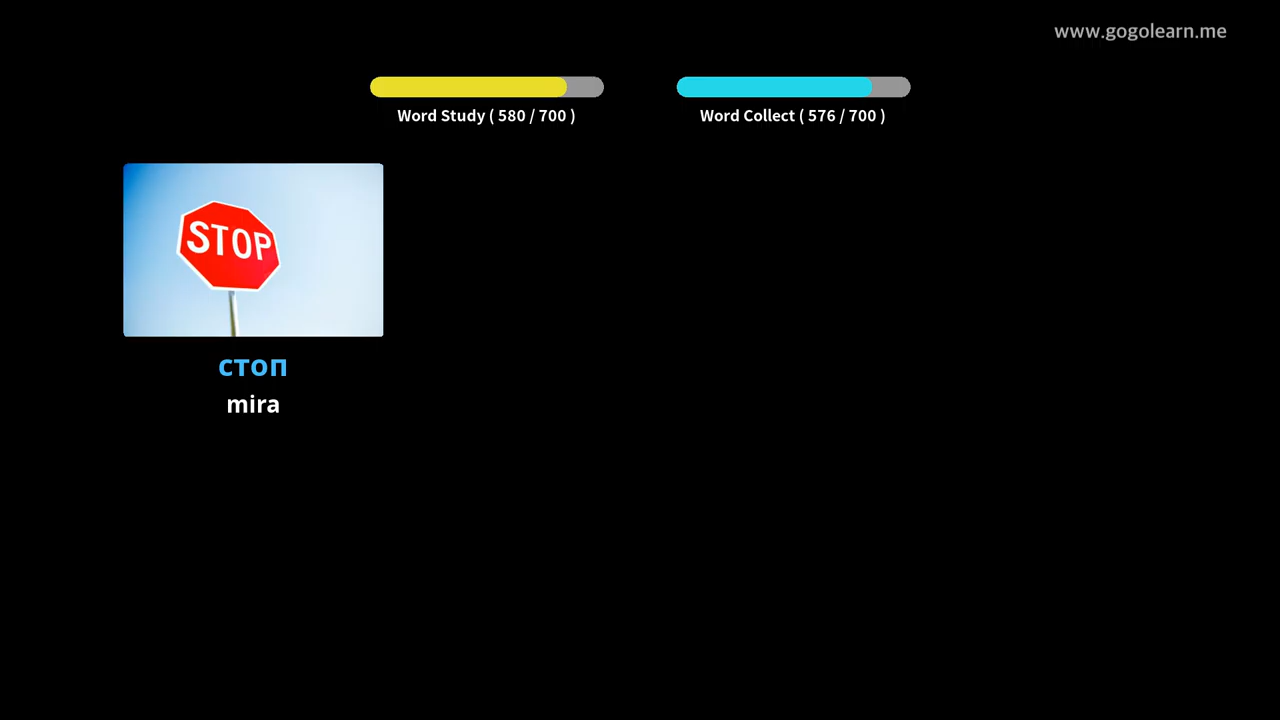 www.gogolearn.me
Word Study ( 580 / 700 )
Word Collect ( 576 / 700 )
STOP
стоп
mira